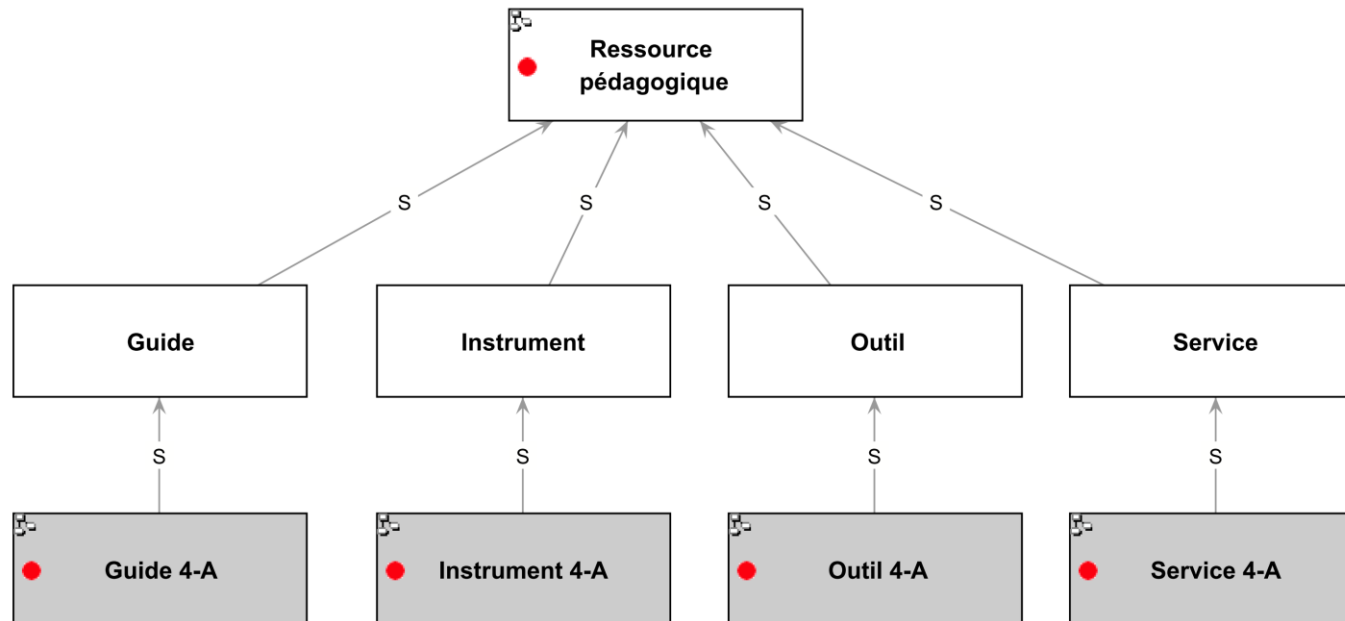 Ressource
pédagogique
S S S S
Guide Instrument Outil Service
S S S S
Guide 4-A Instrument 4-A Outil 4-A Service 4-A